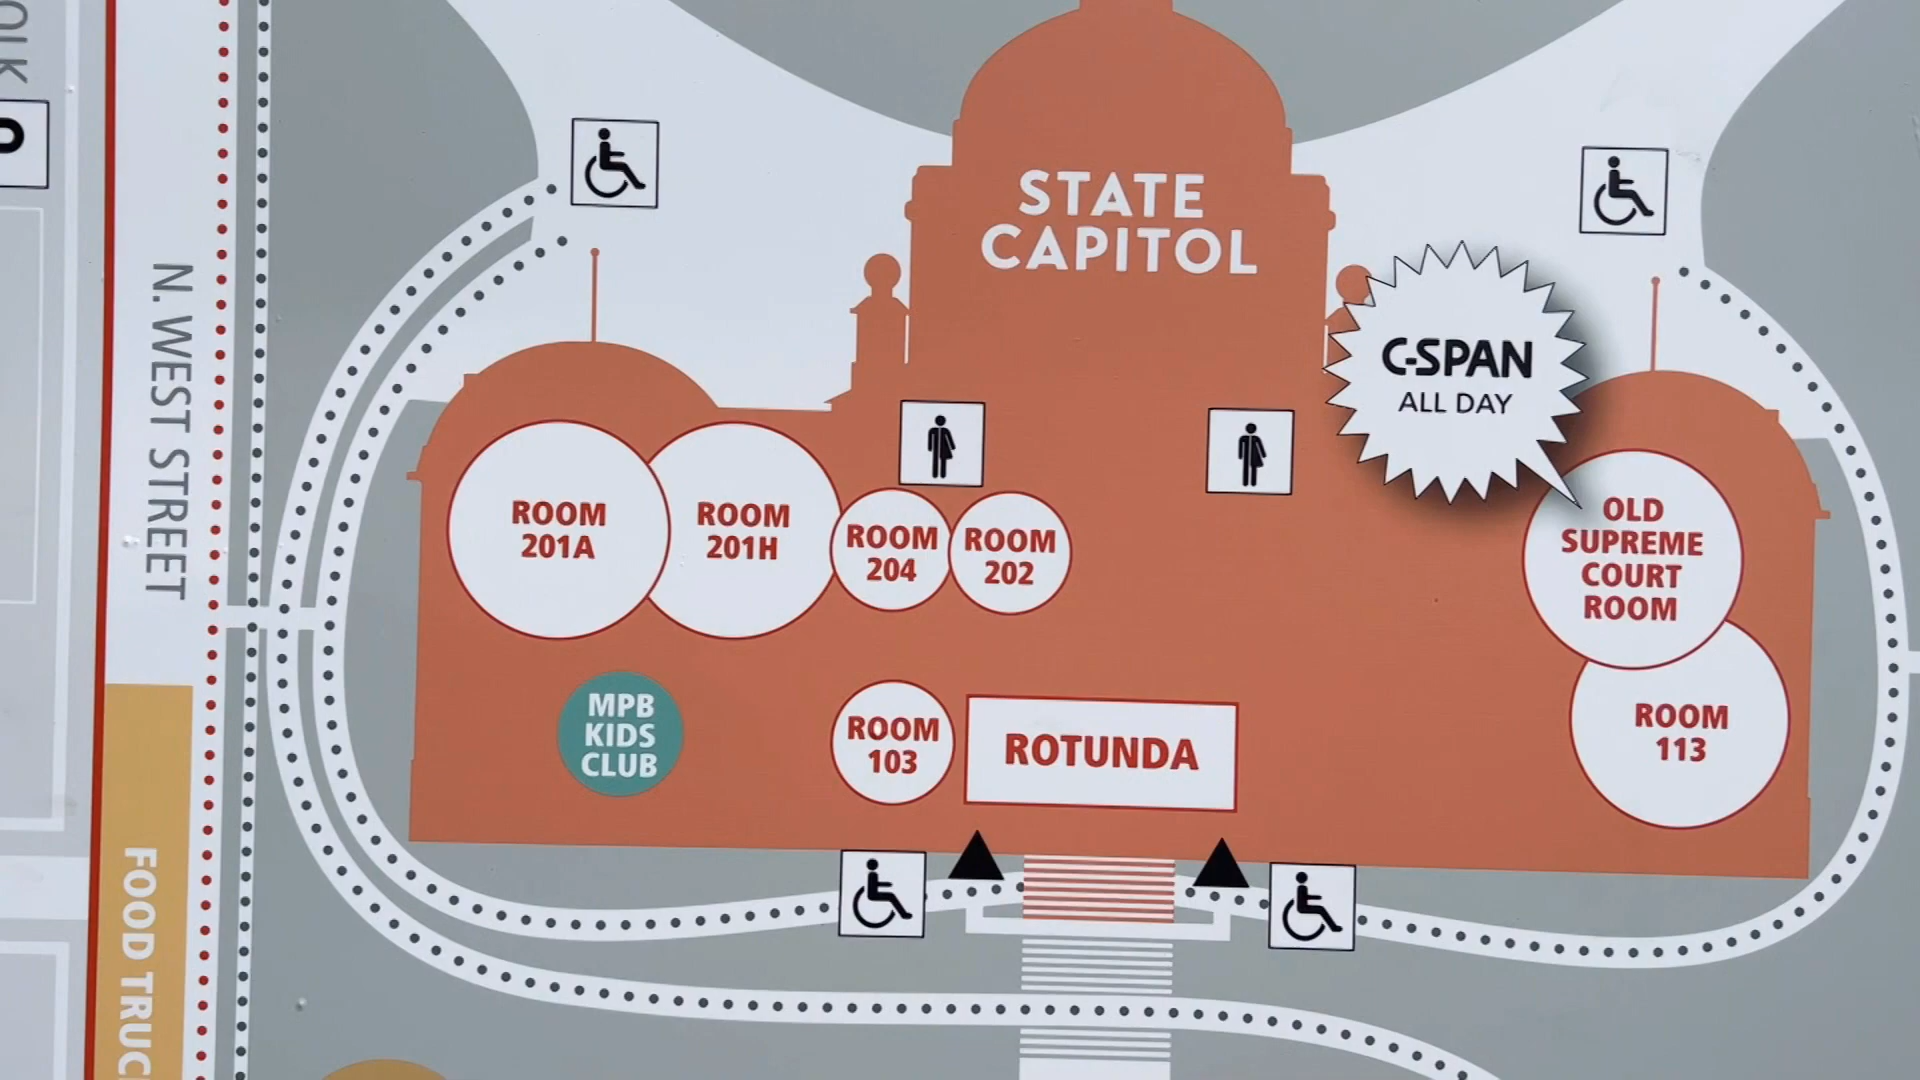 N. WEST STREET
STATE
CAPITOL
C-SPAN
ALL DAY
ROOM
201A
ROOM
201H
ROOM
204
ROOM
202
OLD
SUPREME
COURT
ROOM
MPB
KIDS
CLUB
ROOM
103
ROTUNDA
ROOM
113
FOOD TRUC